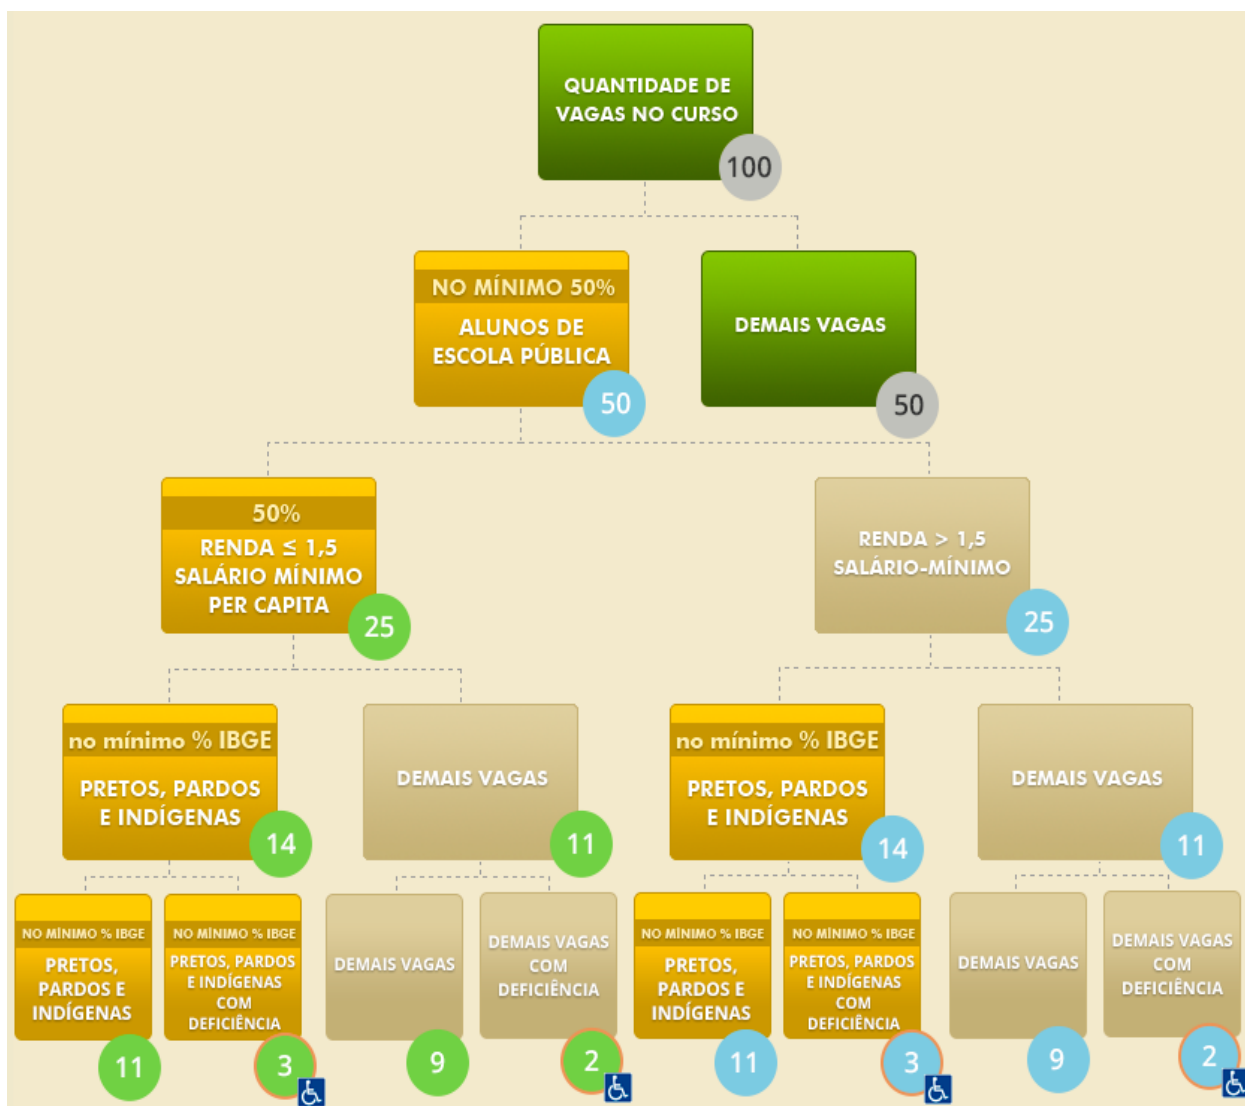 QUANTIDADE DE
VAGAS NO CURSO
100
NO MÍNIMO 50%
ALUNOS DE
ESCOLA PÚBLICA
50
DEMAIS VAGAS
50
50%
RENDA ≤ 1,5
SALÁRIO MÍNIMO
PER CAPITA
25
RENDA > 1,5
SALÁRIO-MÍNIMO
25
no mínimo % IBGE
PRETOS, PARDOS
E INDÍGENAS
14
DEMAIS VAGAS
11
no mínimo % IBGE
PRETOS, PARDOS
E INDÍGENAS
14
DEMAIS VAGAS
11
NO MÍNIMO % IBGE
PRETOS,
PARDOS E
INDÍGENAS
11
NO MÍNIMO % IBGE
PRETOS, PARDOS
E INDÍGENAS
COM
DEFICIÊNCIA
3
DEMAIS VAGAS
9
DEMAIS VAGAS
COM
DEFICIÊNCIA
2
NO MÍNIMO % IBGE
PRETOS,
PARDOS E
INDÍGENAS
11
NO MÍNIMO % IBGE
PRETOS, PARDOS
E INDÍGENAS
COM
DEFICIÊNCIA
3
DEMAIS VAGAS
9
DEMAIS VAGAS
COM
DEFICIÊNCIA
2